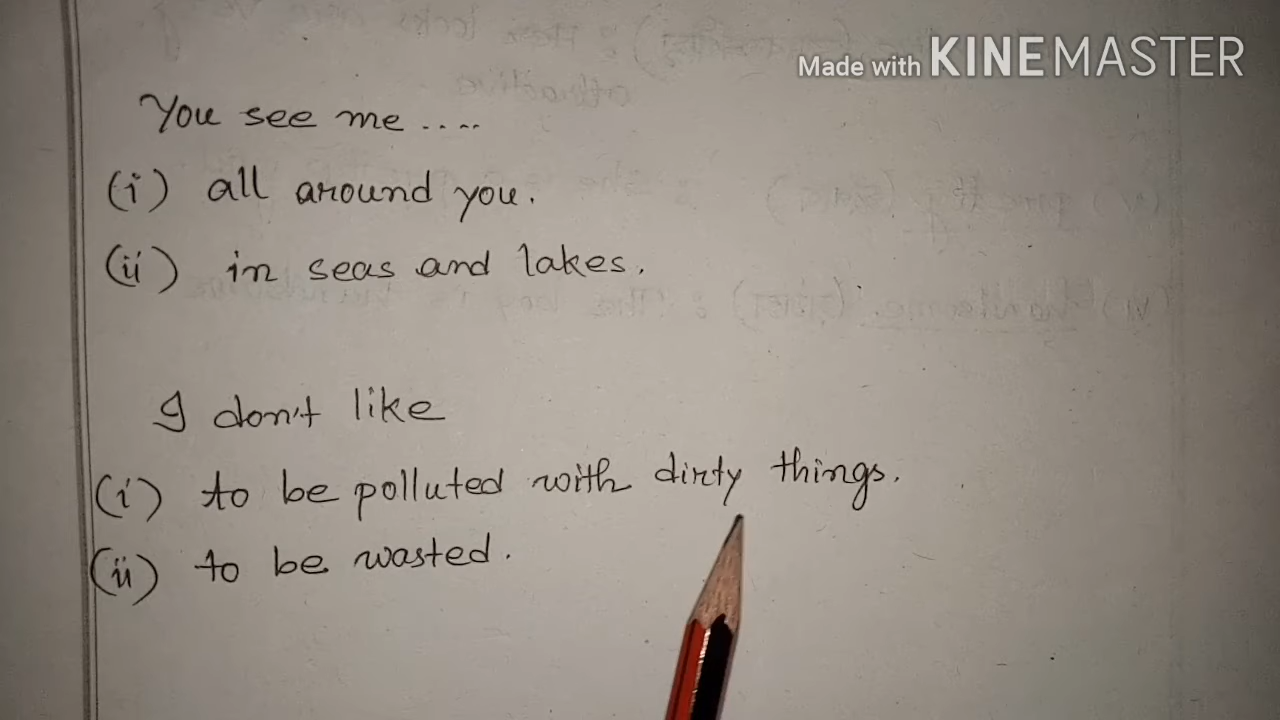 Made with KINEMASTER
You see me ....
(i) all around you.
(ii) in seas and lakes.
I don't like
(i) to be polluted with dirty things.
(ii) to be wasted.